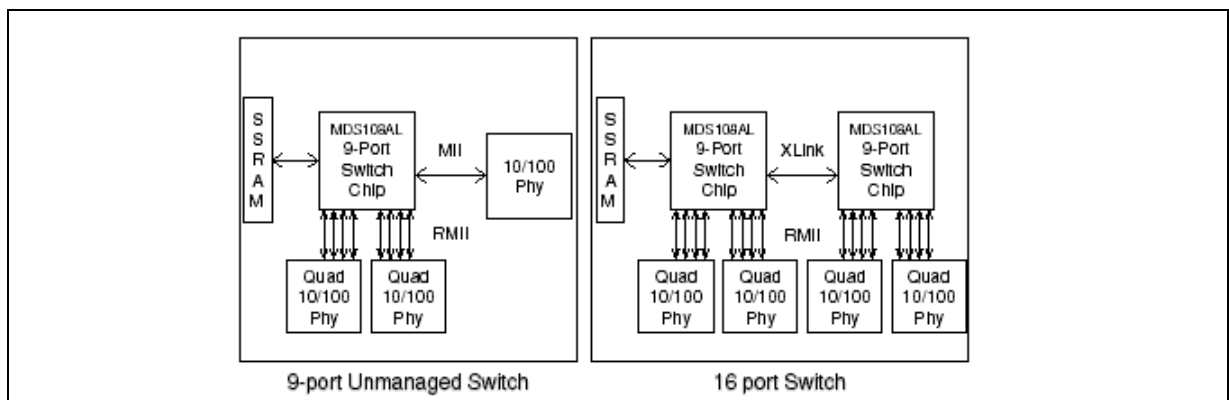 S
S
R
A
M
MDS108AL
9-Port
Switch
Chip
MII
10/100
Phy
RMII
Quad
10/100
Phy
Quad
10/100
Phy
9-port Unmanaged Switch
S
S
R
A
M
MDS108AL
9-Port
Switch
Chip
XLink
MDS108AL
9-Port
Switch
Chip
RMII
Quad
10/100
Phy
Quad
10/100
Phy
Quad
10/100
Phy
Quad
10/100
Phy
16 port Switch